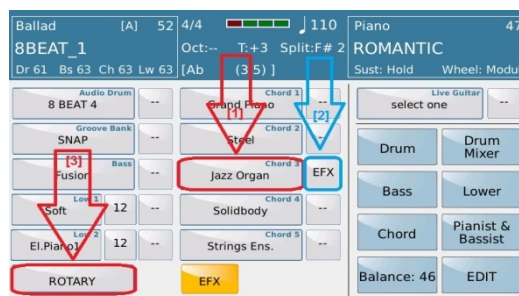 Ballad [A] 52 4/4 110 Piano 47
8BEAT_1 Oct:-- T:+3 Split:F# 2 ROMANTIC
Dr 61 Bs 63 Ch 63 Lw 63 [Ab (3 5) ] Sust: Hold Wheel: Modul
Audio Drum
8 BEAT 4 --
Chord 1
Grand Piano --
Live Guitar
select one --
Groove Bank
SNAP --
[1]
[2]
Chord 2
Steel --
Drum
Drum Mixer
[3]
Bass
Fusion --
Chord 3
Jazz Organ EFX
Bass
Lower
Low 1
Soft 12 --
Chord 4
Solidbody --
Chord
Pianist & Bassist
Low 2
El.Piano1 12 --
Chord 5
Strings Ens. --
ROTARY
EFX
Balance: 46
EDIT